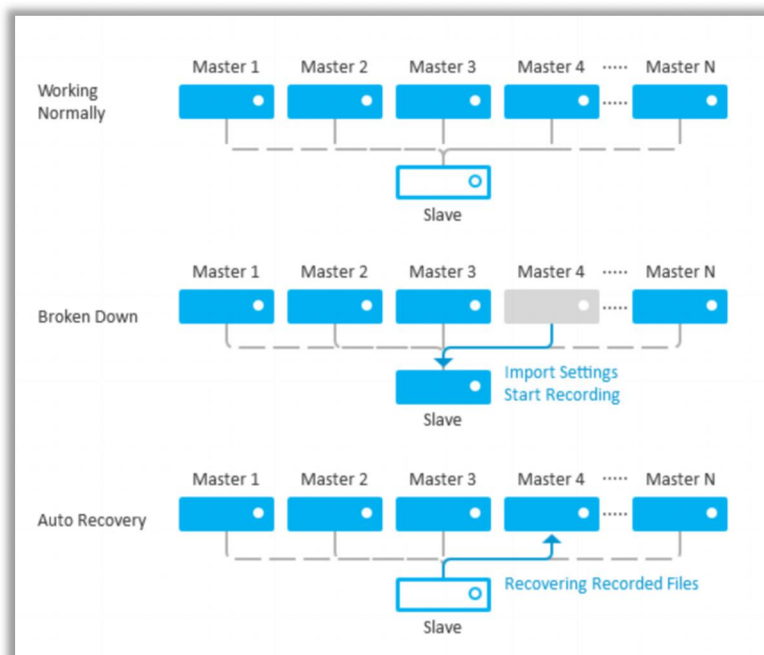 Master 1 Master 2 Master 3 Master 4 ..... Master N
Working
Normally
.....
Slave
Master 1 Master 2 Master 3 Master 4 ..... Master N
Broken Down
.....
Import Settings
Start Recording
Slave
Master 1 Master 2 Master 3 Master 4 ..... Master N
Auto Recovery
.....
Recovering Recorded Files
Slave